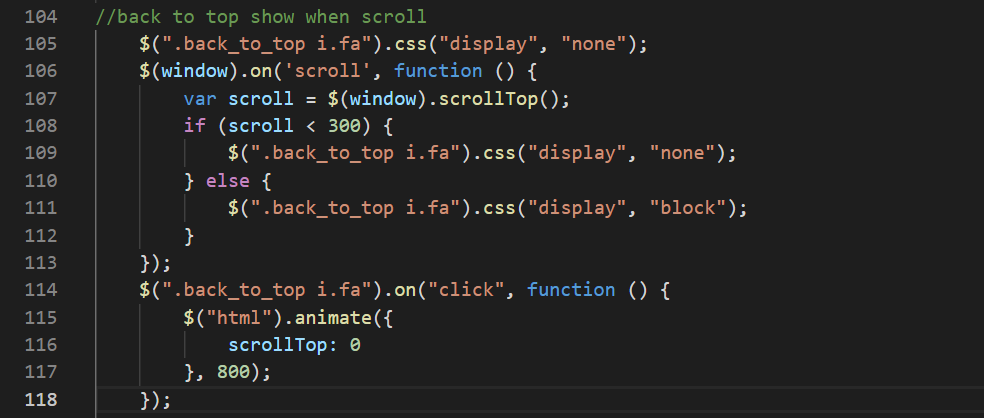 104 //back to top show when scroll
105 $(".back_to_top i.fa").css("display", "none");
106 $(window).on('scroll', function () {
107 var scroll = $(window).scrollTop();
108 if (scroll < 300) {
109 $(".back_to_top i.fa").css("display", "none");
110 } else {
111 $(".back_to_top i.fa").css("display", "block");
112 }
113 });
114 $(".back_to_top i.fa").on("click", function () {
115 $("html").animate({
116 scrollTop: 0
117 }, 800);
118 });